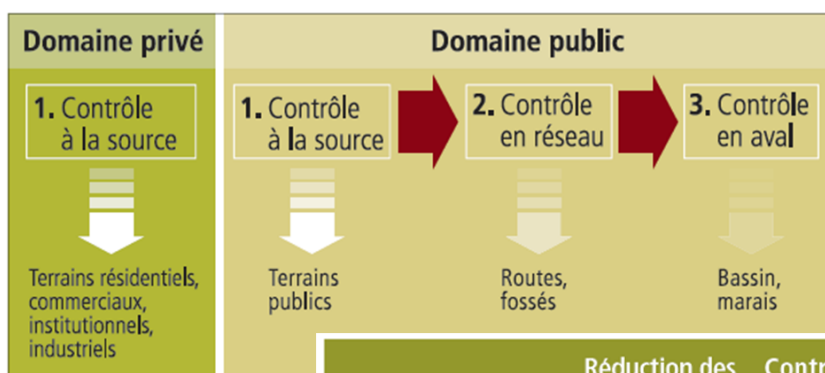 Domaine privé
Domaine public
1. Contrôle
à la source
1. Contrôle
à la source
2. Contrôle
en réseau
3. Contrôle
en aval
Terrains résidentiels,
commerciaux,
institutionnels,
industriels
Terrains
publics
Routes,
fossés
Bassin,
marais
Réduction des